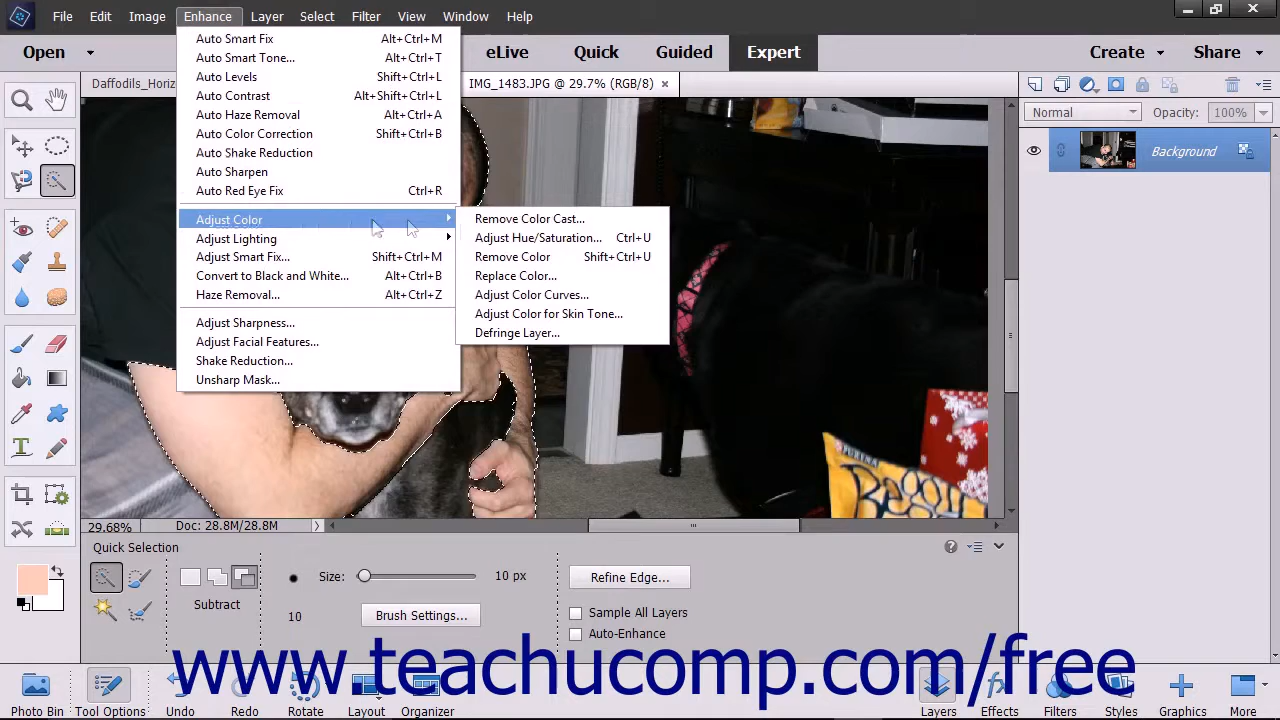 File Edit Image Enhance Layer Select Filter View Window Help
Open eLive Quick Guided Expert Create Share
Daffodils_Horiz IMG_1483.JPG @ 29.7% (RGB/8)
Auto Smart Fix Alt+Ctrl+M
Auto Smart Tone... Alt+Ctrl+T
Auto Levels Shift+Ctrl+L
Auto Contrast Alt+Shift+Ctrl+L
Auto Haze Removal Alt+Ctrl+A
Auto Color Correction Shift+Ctrl+B
Auto Shake Reduction
Auto Sharpen
Auto Red Eye Fix Ctrl+R
Adjust Color
Adjust Lighting
Adjust Smart Fix... Shift+Ctrl+M
Convert to Black and White... Alt+Ctrl+B
Haze Removal... Alt+Ctrl+Z
Adjust Sharpness...
Adjust Facial Features...
Shake Reduction...
Unsharp Mask...
Remove Color Cast...
Adjust Hue/Saturation... Ctrl+U
Remove Color Shift+Ctrl+U
Replace Color...
Adjust Color Curves...
Adjust Color for Skin Tone...
Defringe Layer...
Normal Opacity: 100%
Background
PURINA
Beggin
29.68% Doc: 28.8M/28.8M
Quick Selection
Size: 10 px Refine Edge...
Subtract
10 Brush Settings... Sample All Layers
Auto-Enhance
www.teachucomp.com/free
Photo Bin Tool Options Undo Redo Rotate Layout Organizer Layers Effects Filters Styles Graphics More